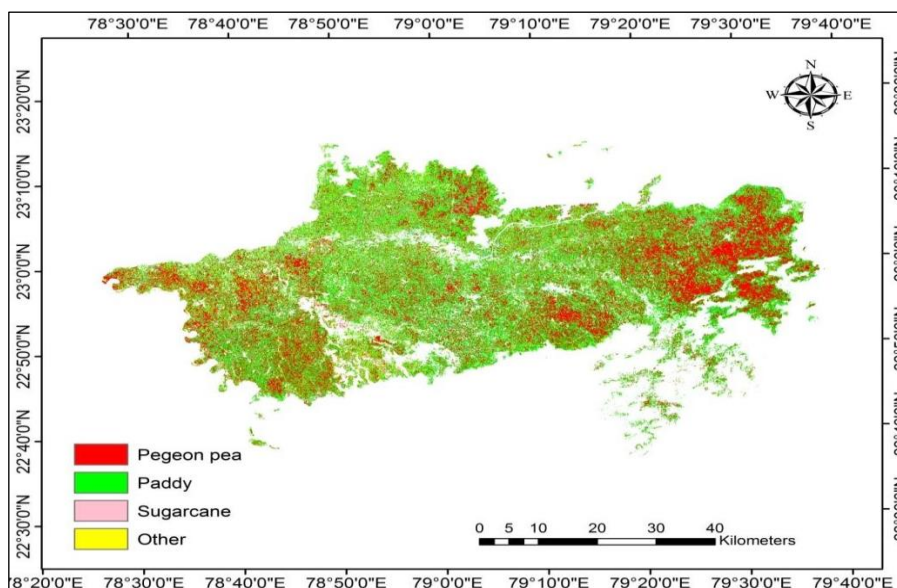 78°30'0"E 78°40'0"E 78°50'0"E 79°0'0"E 79°10'0"E 79°20'0"E 79°30'0"E 79°40'0"E
N
W E
S
23°20'0"N
23°10'0"N
23°0'0"N
22°50'0"N
22°40'0"N
22°30'0"N
Pegeon pea
Paddy
Sugarcane
Other
0 5 10 20 30 40
Kilometers
78°20'0"E 78°30'0"E 78°40'0"E 78°50'0"E 79°0'0"E 79°10'0"E 79°20'0"E 79°30'0"E